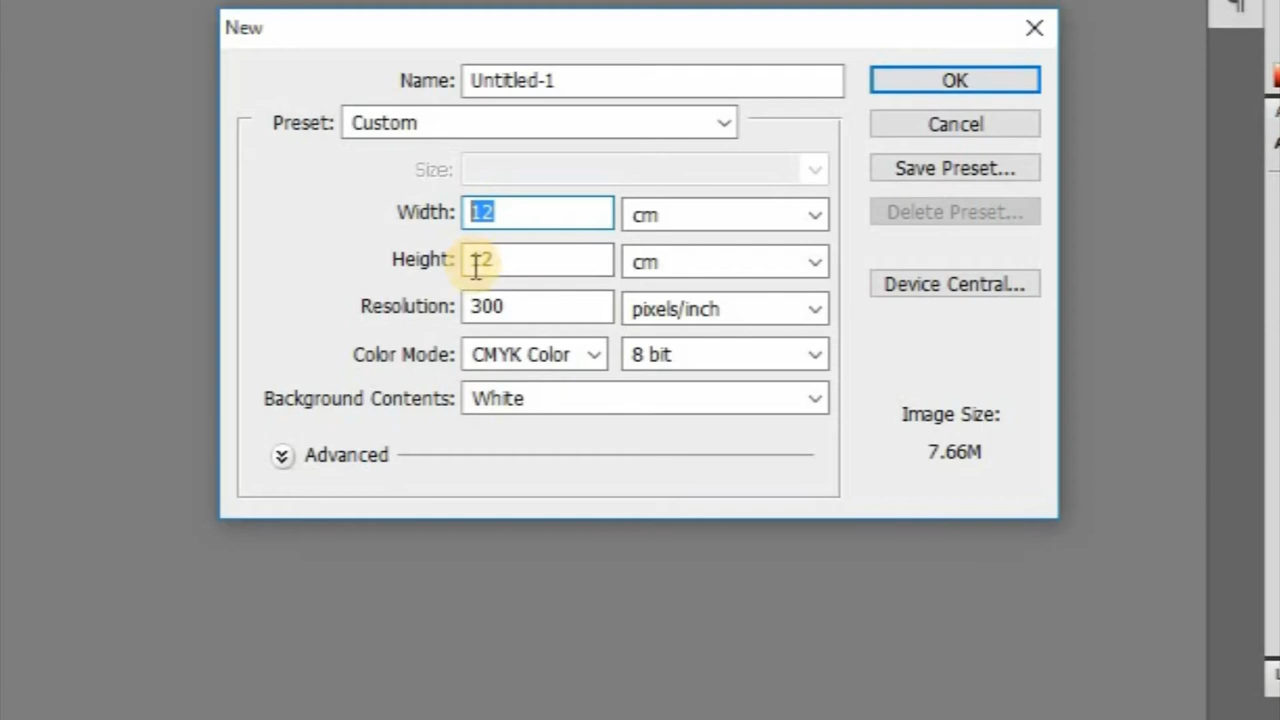 New
Name: Untitled-1
OK
Preset: Custom
Cancel
Size:
Save Preset...
Width: 12 cm
Delete Preset...
Height: 12 cm
Device Central...
Resolution: 300 pixels/inch
Color Mode: CMYK Color 8 bit
Background Contents: White
Image Size:
7.66M
Advanced